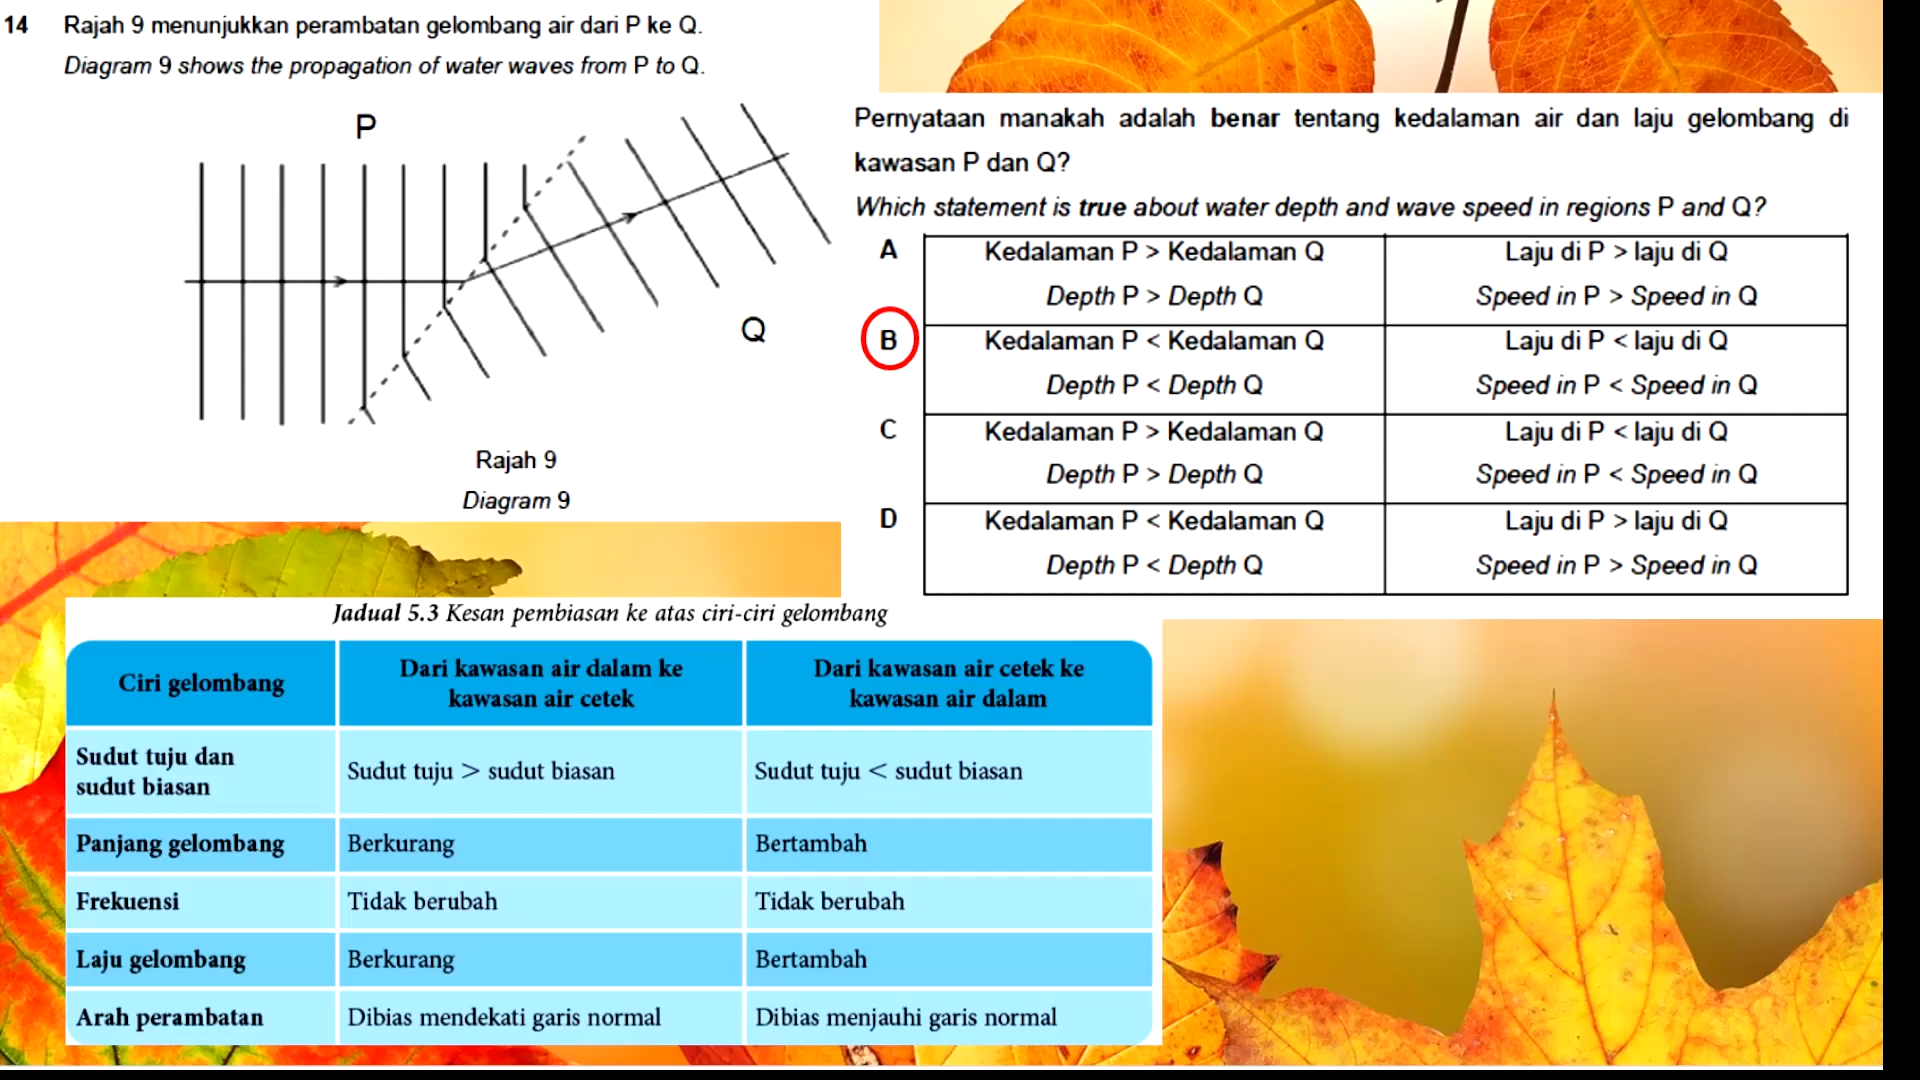 14 Rajah 9 menunjukkan perambatan gelombang air dari P ke Q.
Diagram 9 shows the propagation of water waves from P to Q.
P
Q
Rajah 9
Diagram 9
Pernyataan manakah adalah benar tentang kedalaman air dan laju gelombang di
kawasan P dan Q?
Which statement is true about water depth and wave speed in regions P and Q?
A Kedalaman P > Kedalaman Q Laju di P > laju di Q
Depth P > Depth Q Speed in P > Speed in Q
B Kedalaman P < Kedalaman Q Laju di P < laju di Q
Depth P < Depth Q Speed in P < Speed in Q
C Kedalaman P > Kedalaman Q Laju di P < laju di Q
Depth P > Depth Q Speed in P < Speed in Q
D Kedalaman P < Kedalaman Q Laju di P > laju di Q
Depth P < Depth Q Speed in P > Speed in Q
Jadual 5.3 Kesan pembiasan ke atas ciri-ciri gelombang
Ciri gelombang
Dari kawasan air dalam ke
kawasan air cetek
Dari kawasan air cetek ke
kawasan air dalam
Sudut tuju dan
sudut biasan
Sudut tuju > sudut biasan
Sudut tuju < sudut biasan
Panjang gelombang Berkurang Bertambah
Frekuensi Tidak berubah Tidak berubah
Laju gelombang Berkurang Bertambah
Arah perambatan Dibias mendekati garis normal Dibias menjauhi garis normal